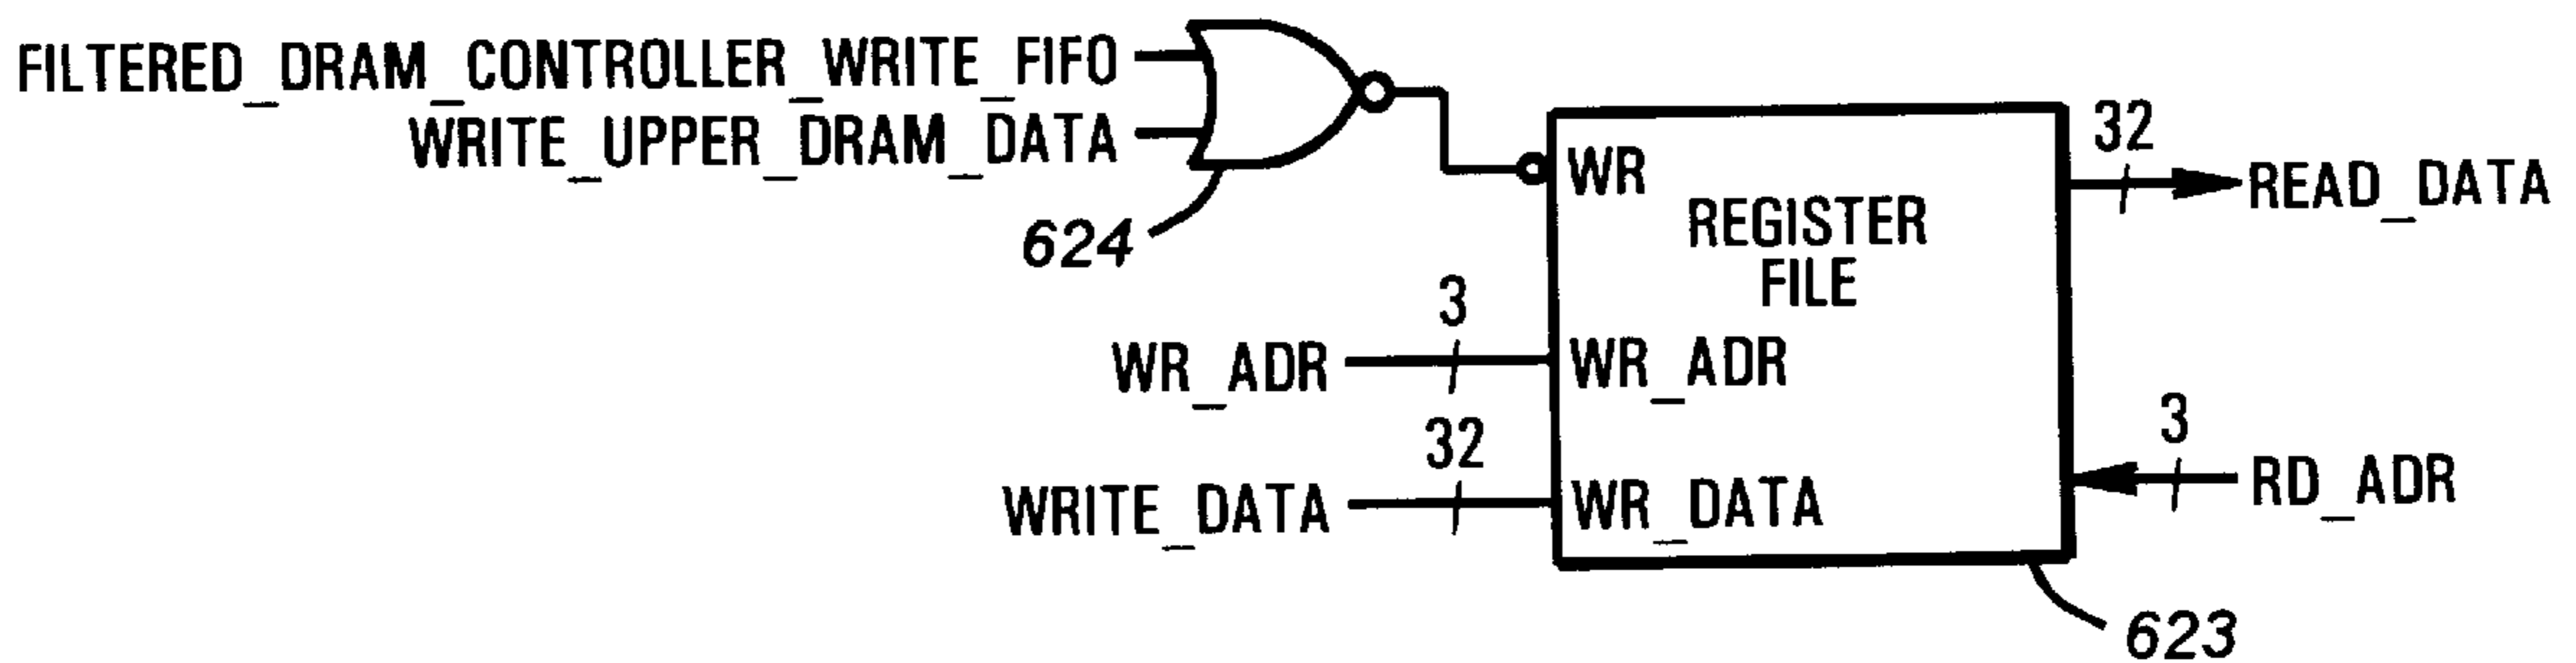 FILTERED_DRAM_CONTROLLER_WRITE_FIFO
WRITE_UPPER_DRAM_DATA
624
WR
REGISTER
FILE
32
READ_DATA
3
WR_ADR
WR_ADR
32
WRITE_DATA
WR_DATA
3
RD_ADR
623